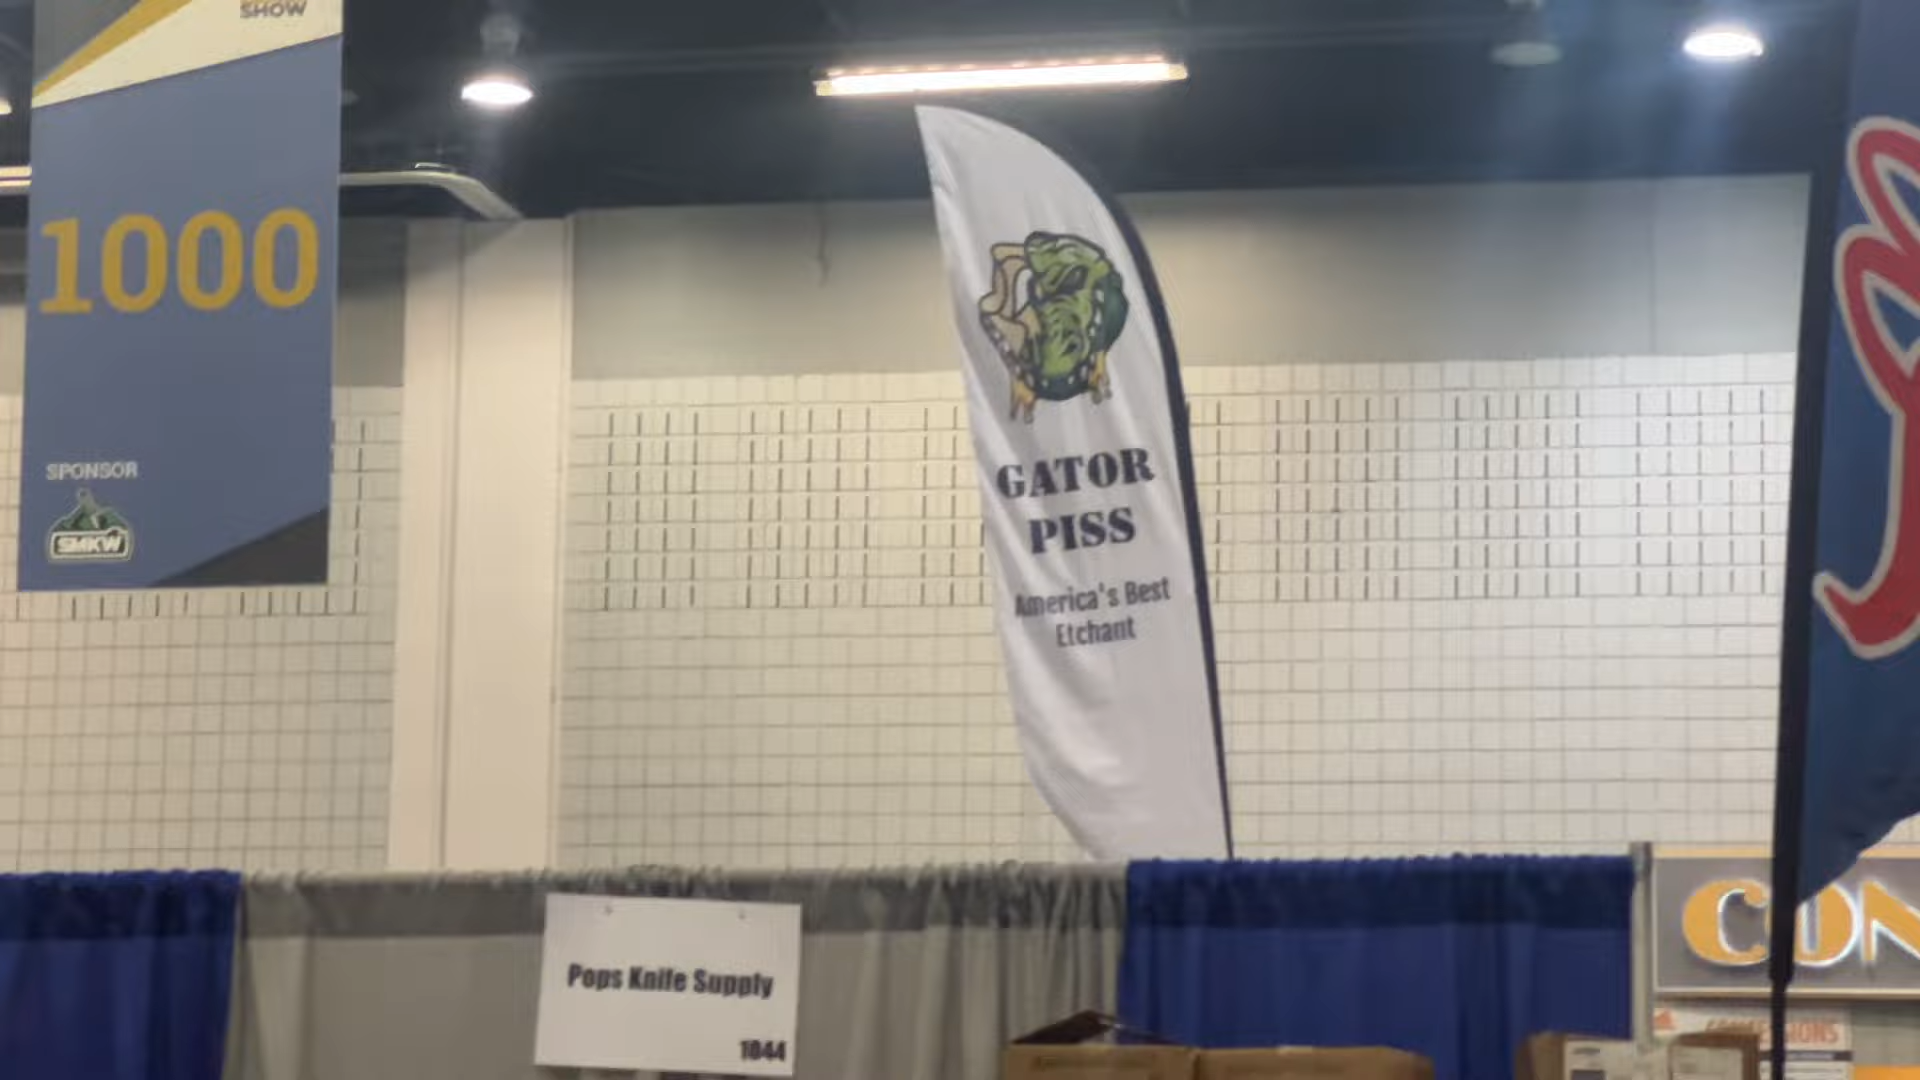 SHOW
1000
SPONSOR
SMKW
GATOR
PISS
America's Best
Etchant
Pops Knife Supply
1044
CON